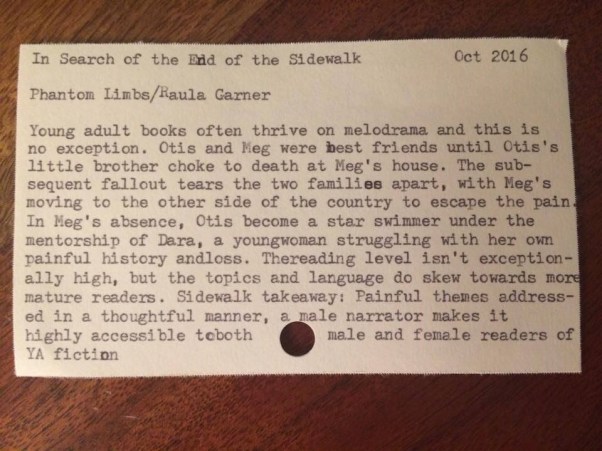 In Search of the End of the Sidewalk Oct 2016
Phantom Limbs/Raula Garner
Young adult books often thrive on melodrama and this is
no exception. Otis and Meg were best friends until Otis's
little brother choke to death at Meg's house. The sub-
sequent fallout tears the two families apart, with Meg's
moving to the other side of the country to escape the pain.
In Meg's absence, Otis become a star swimmer under the
mentorship of Dara, a youngwoman struggling with her own
painful history andloss. Thereading level isn't exception-
ally high, but the topics and language do skew towards more
mature readers. Sidewalk takeaway: Painful themes address-
ed in a thoughtful manner, a male narrator makes it
highly accessible toboth male and female readers of
YA fiction